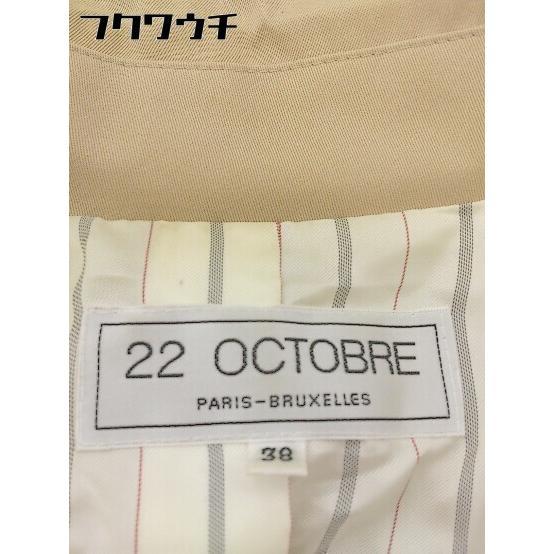 フクワウチ
22 OCTOBRE
PARIS-BRUXELLES
38